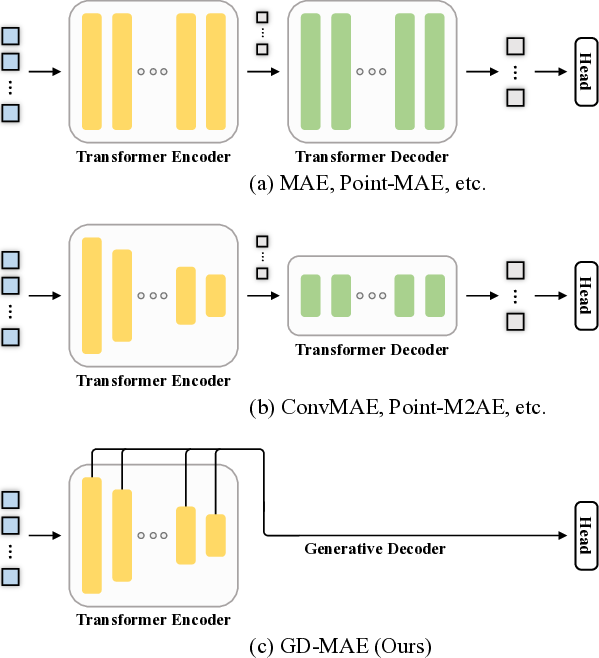 Head
Transformer Encoder
Transformer Decoder
(a) MAE, Point-MAE, etc.
Head
Transformer Decoder
Transformer Encoder
(b) ConvMAE, Point-M2AE, etc.
Head
Generative Decoder
Transformer Encoder
(c) GD-MAE (Ours)